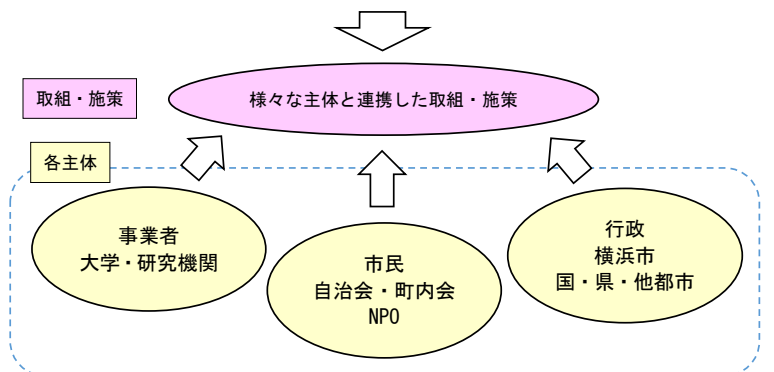 取組・施策
様々な主体と連携した取組・施策
各主体
事業者
大学・研究機関
市民
自治会・町内会
NPO
行政
横浜市
国・県・他都市